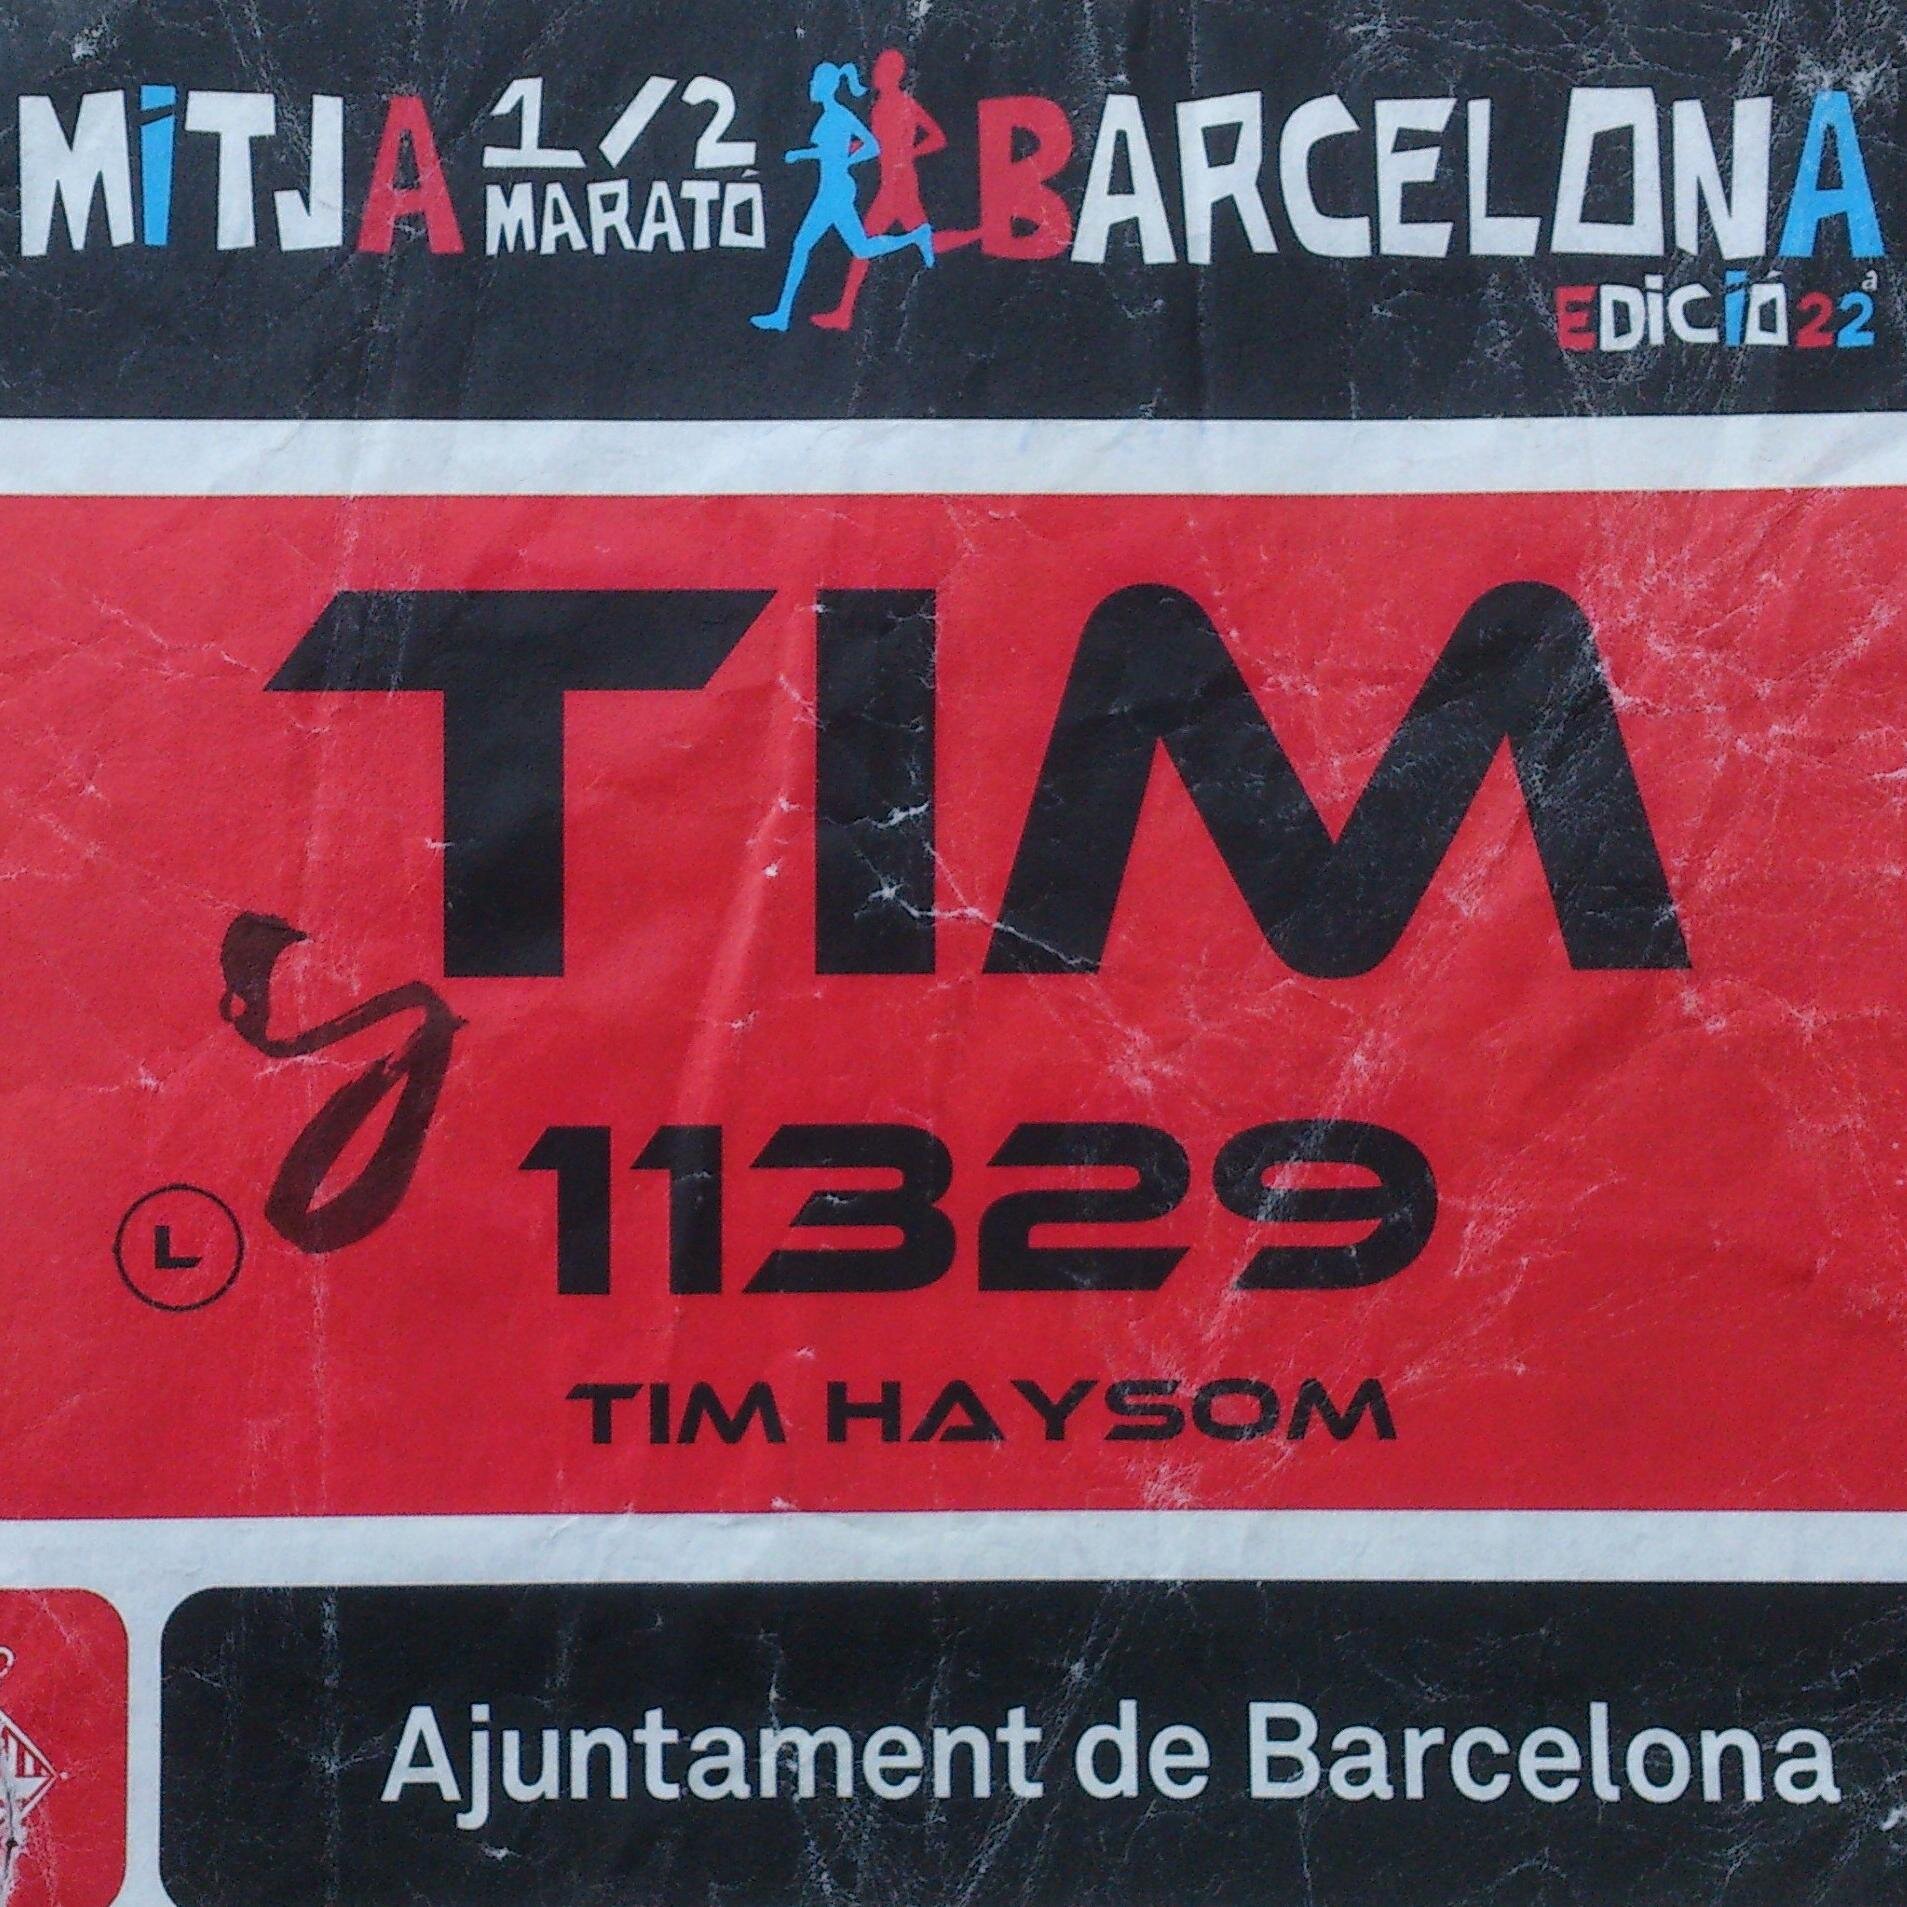 MiTJA 1/2 MARATÓ BARCELONA
EDICIÓ 22ª
TIM
y
L
11329
TIM HAYSOM
Ajuntament de Barcelona